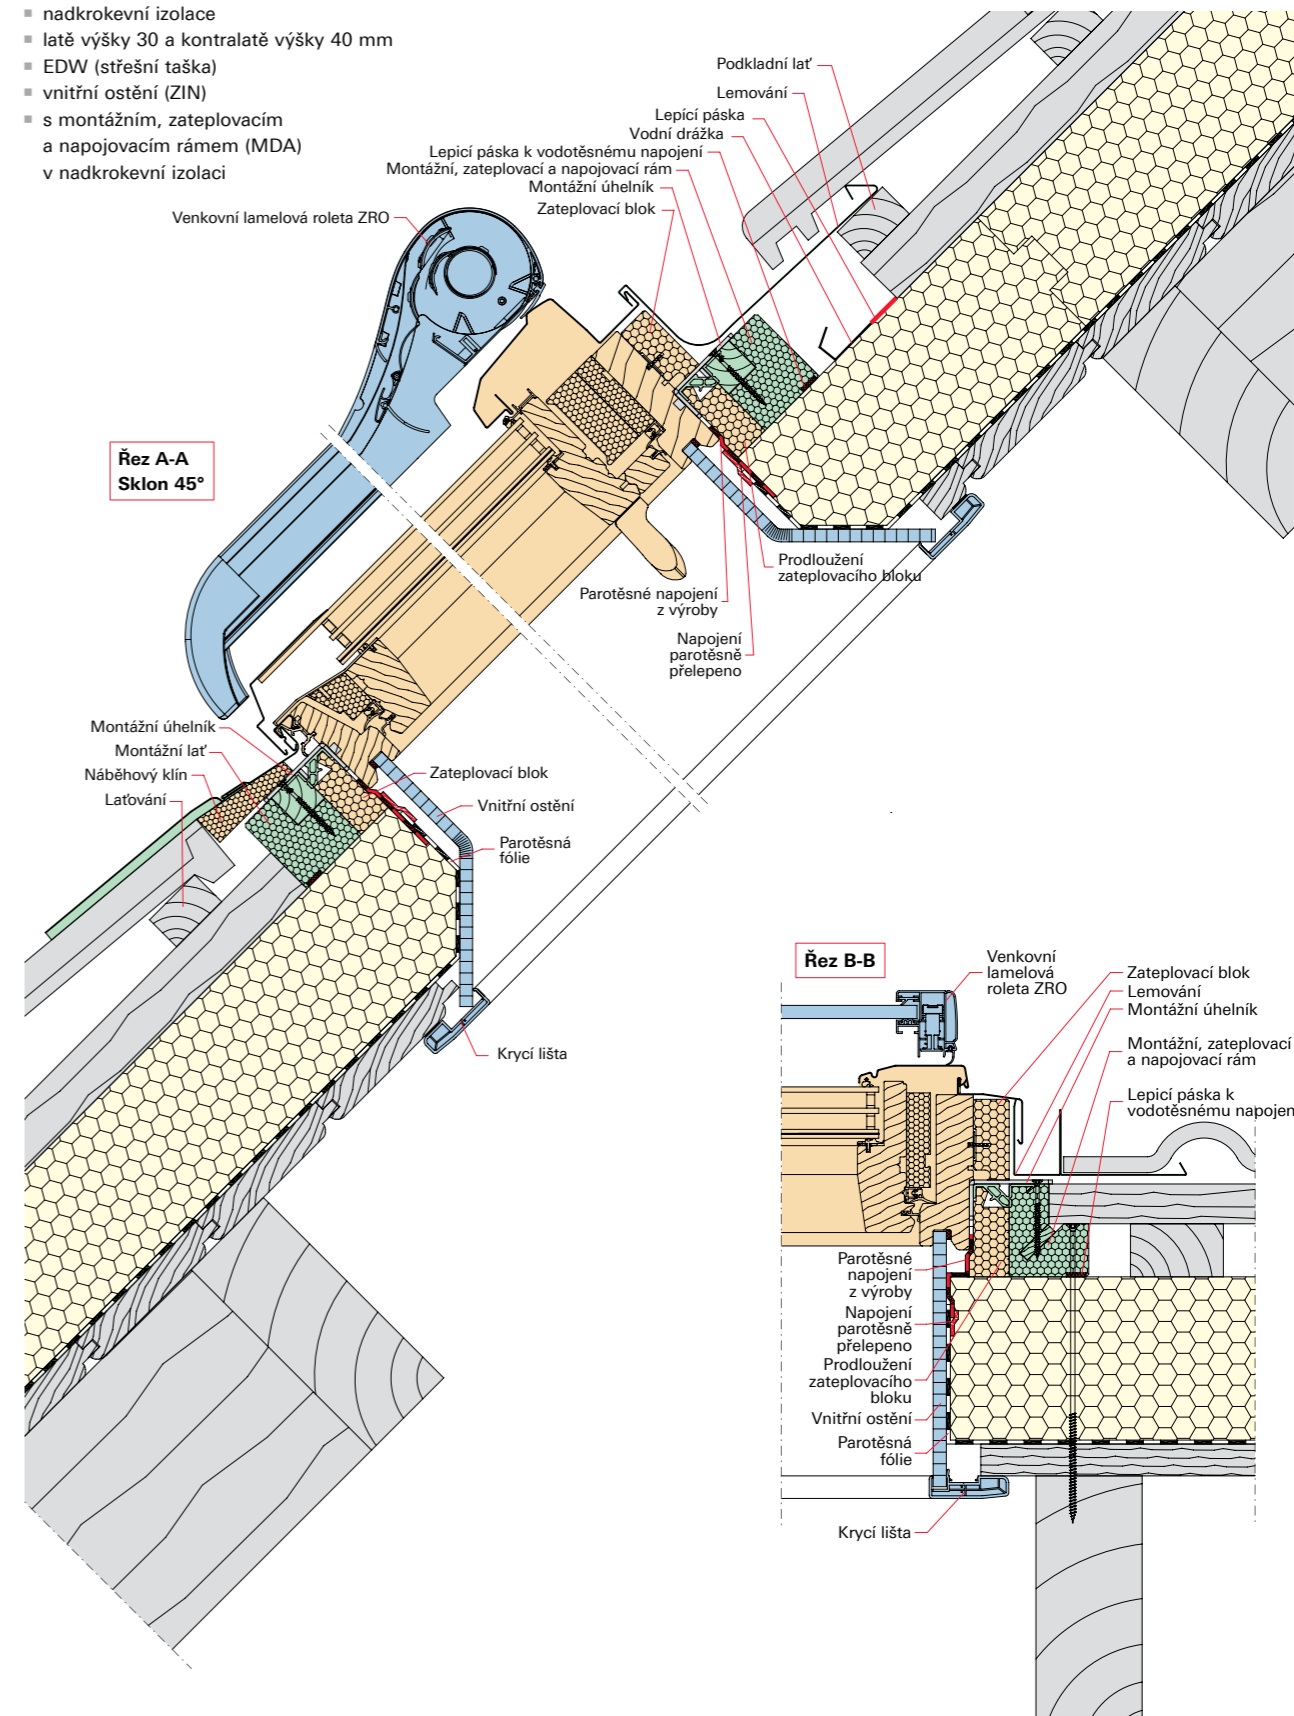 nadkrokevní izolace
latě výšky 30 a kontralatě výšky 40 mm
EDW (střešní taška)
vnitřní ostění (ZIN)
s montážním, zateplovacím
a napojovacím rámem (MDA)
v nadkrokevní izolaci
Podkladní lať
Lemování
Lepící páska
Vodní drážka
Lepicí páska k vodotěsnému napojení
Montážní, zateplovací a napojovací rám
Montážní úhelník
Zateplovací blok
Venkovní lamelová roleta ZRO
Řez A-A
Sklon 45°
Prodloužení
zateplovacího bloku
Parotěsné napojení
z výroby
Napojení
parotěsně
přelepeno
Montážní úhelník
Montážní lať
Náběhový klín
Laťování
Zateplovací blok
Vnitřní ostění
Parotěsná
fólie
Krycí lišta
Řez B-B
Venkovní
lamelová
roleta ZRO
Zateplovací blok
Lemování
Montážní úhelník
Montážní, zateplovací
a napojovací rám
Lepicí páska k
vodotěsnému napojen
Parotěsné
napojení
z výroby
Napojení
parotěsně
přelepeno
Prodloužení
zateplovacího
bloku
Vnitřní ostění
Parotěsná
fólie
Krycí lišta